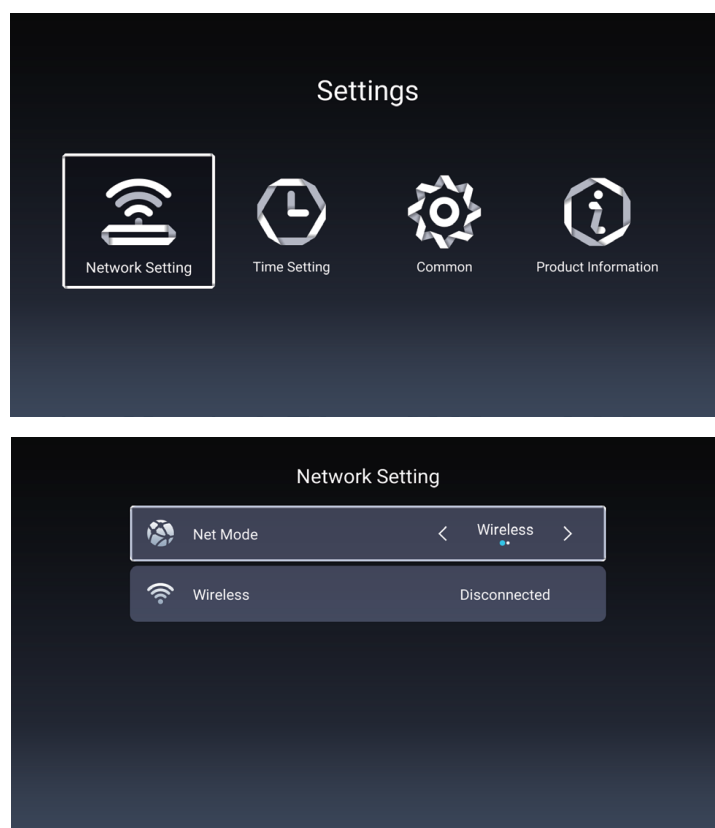 Settings
Network Setting
Time Setting
Common
Product Information
Network Setting
Net Mode
Wireless
Wireless
Disconnected